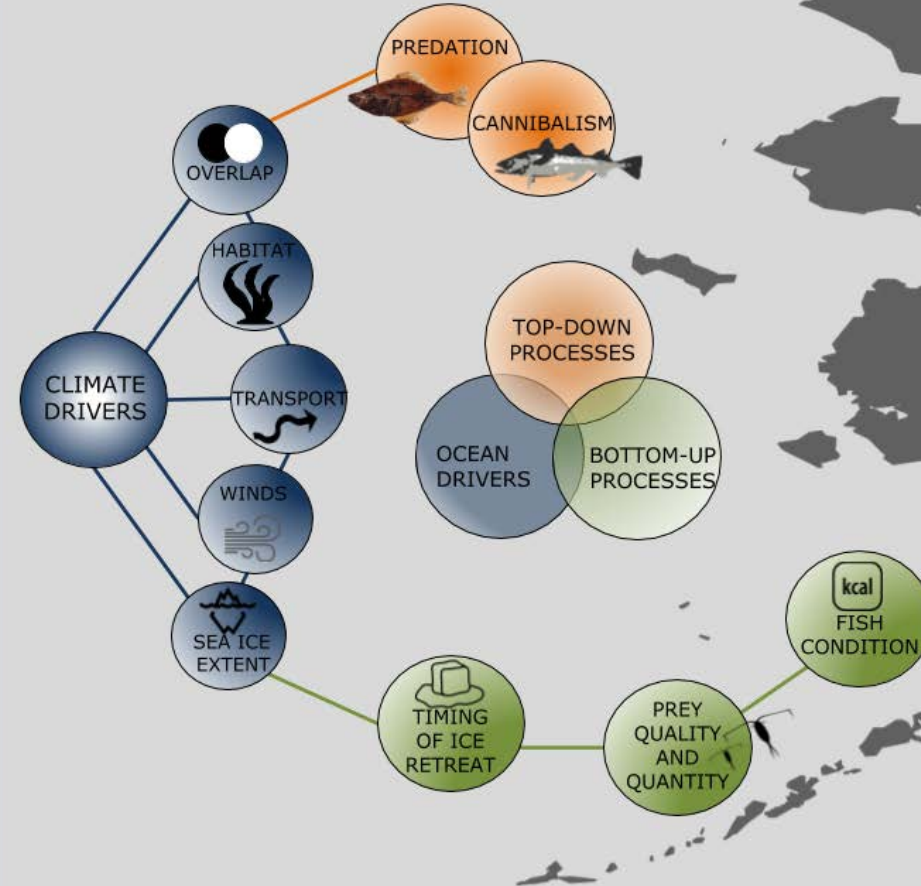 PREDATION
CANNIBALISM
OVERLAP
HABITAT
TOP-DOWN
PROCESSES
CLIMATE
DRIVERS
TRANSPORT
OCEAN
DRIVERS
BOTTOM-UP
PROCESSES
WINDS
SEA ICE
EXTENT
kcal
FISH
CONDITION
TIMING
OF ICE
RETREAT
PREY
QUALITY
AND
QUANTITY